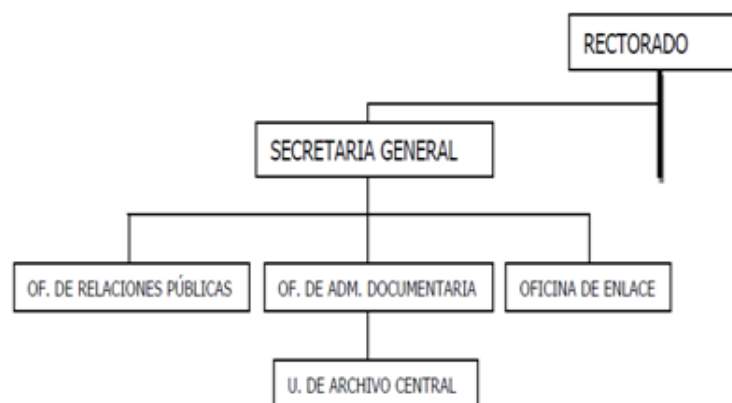 RECTORADO
SECRETARIA GENERAL
OF. DE RELACIONES PÚBLICAS
OF. DE ADM. DOCUMENTARIA
OFICINA DE ENLACE
U. DE ARCHIVO CENTRAL